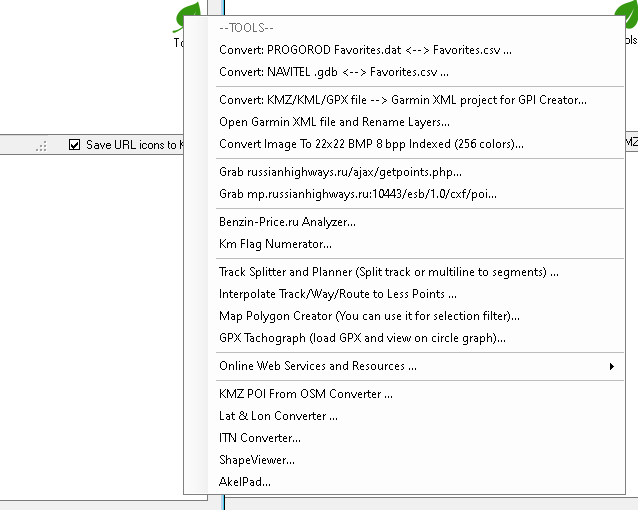 --TOOLS--
Convert: PROGOROD Favorites.dat <--> Favorites.csv ...
Convert: NAVITEL .gdb <--> Favorites.csv ...
Convert: KMZ/KML/GPX file --> Garmin XML project for GPI Creator...
Open Garmin XML file and Rename Layers...
Convert Image To 22x22 BMP 8 bpp Indexed (256 colors)...
Save URL icons to K
Grab russianhighways.ru/ajax/getpoints.php...
Grab mp.russianhighways.ru:10443/esb/1.0/cxf/poi...
Benzin-Price.ru Analyzer...
Km Flag Numerator...
Track Splitter and Planner (Split track or multiline to segments) ...
Interpolate Track/Way/Route to Less Points ...
Map Polygon Creator (You can use it for selection filter)...
GPX Tachograph (load GPX and view on circle graph)...
Online Web Services and Resources ...
KMZ POI From OSM Converter ...
Lat & Lon Converter ...
ITN Converter...
ShapeViewer...
AkelPad...